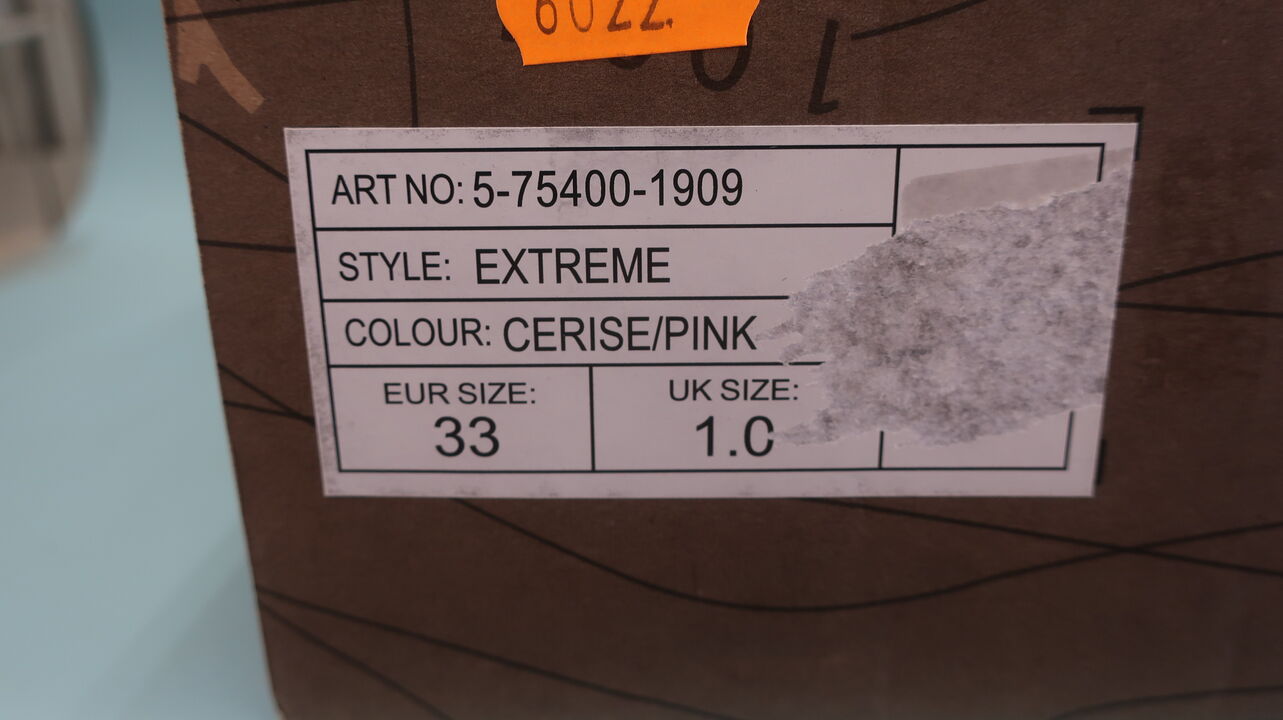 6022.
ART NO: 5-75400-1909
STYLE: EXTREME
COLOUR: CERISE/PINK
EUR SIZE: UK SIZE:
33 1.0